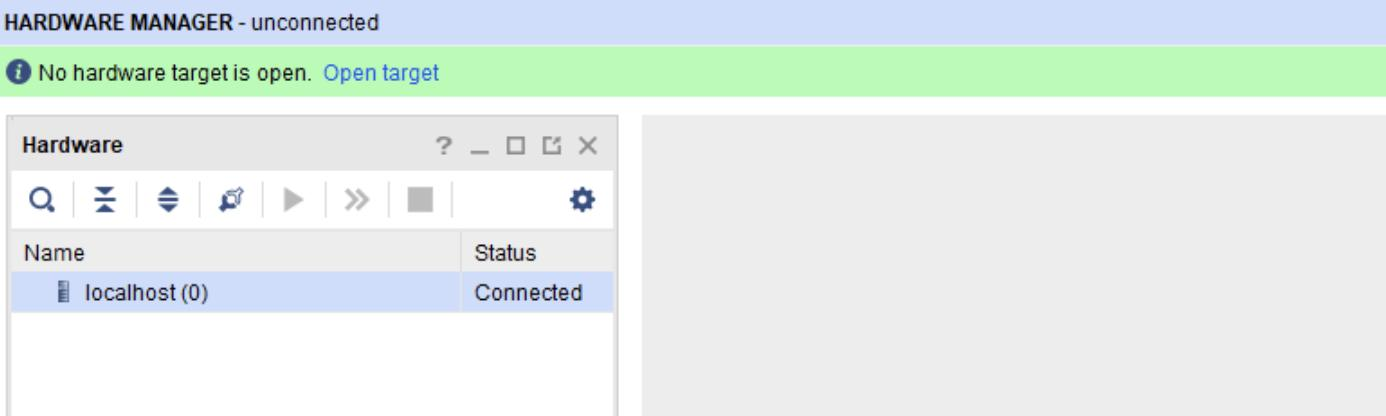 HARDWARE MANAGER - unconnected
No hardware target is open. Open target
Hardware
Name Status
localhost (0) Connected